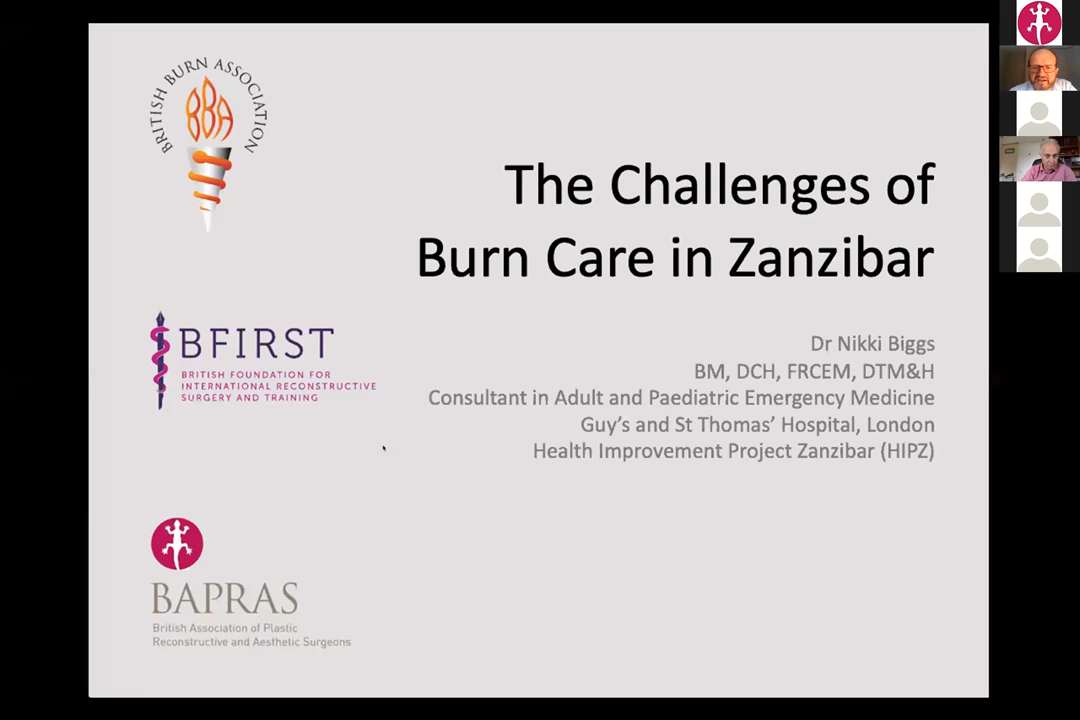 BRITISH BURN ASSOCIATION
BBA
The Challenges of
Burn Care in Zanzibar
BFIRST
BRITISH FOUNDATION FOR
INTERNATIONAL RECONSTRUCTIVE
SURGERY AND TRAINING
Dr Nikki Biggs
BM, DCH, FRCEM, DTM&H
Consultant in Adult and Paediatric Emergency Medicine
Guy's and St Thomas' Hospital, London
Health Improvement Project Zanzibar (HIPZ)
BAPRAS
British Association of Plastic
Reconstructive and Aesthetic Surgeons